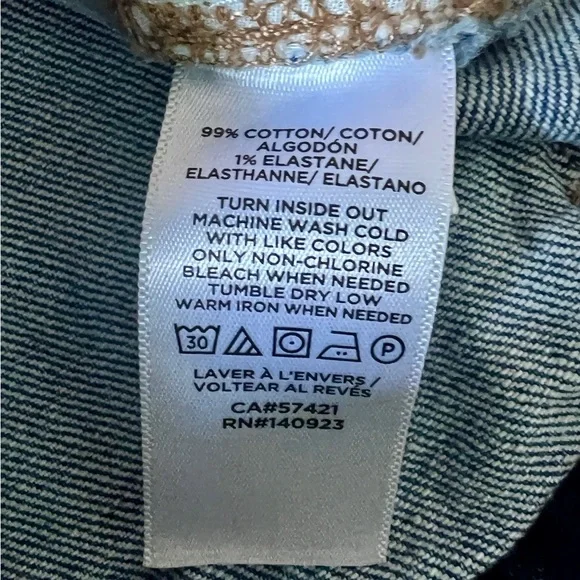 99% COTTON/ COTON/
ALGODÓN
1% ELASTANE/
ELASTHANNE/ ELASTANO
TURN INSIDE OUT
MACHINE WASH COLD
WITH LIKE COLORS
ONLY NON-CHLORINE
BLEACH WHEN NEEDED
TUMBLE DRY LOW
WARM IRON WHEN NEEDED
30 P
LAVER À L'ENVERS /
VOLTEAR AL REVÉS
CA#57421
RN#140923